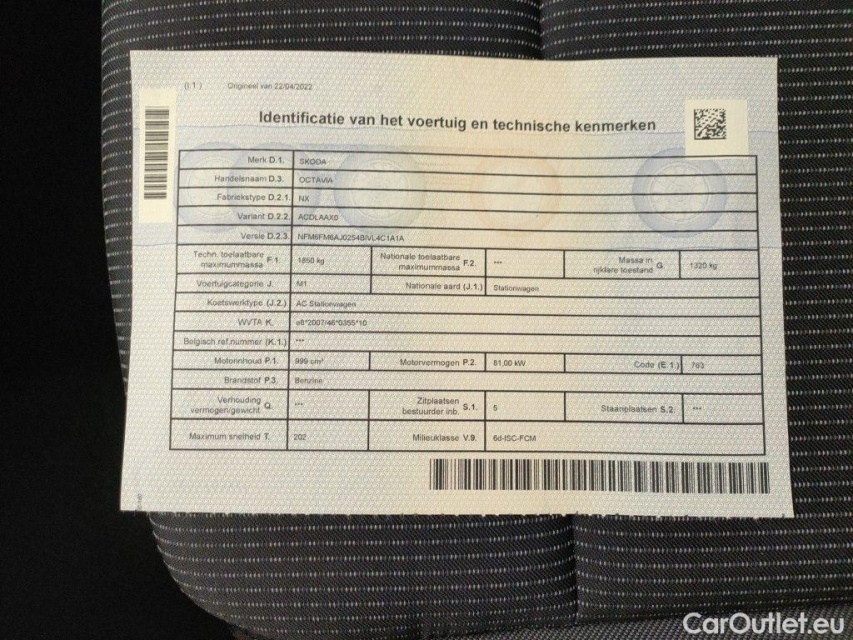 (I.1) Origineel van 22/04/2022
Identificatie van het voertuig en technische kenmerken
Merk D.1. SKODA
Handelsnaam D.3. OCTAVIA
Fabriekstype D.2.1. NX
Variant D.2.2. ACDLAAX0
Versie D.2.3. NFM6FM6AJ0254BIVL4C1A1A
Techn. toelaatbare maximummassa F.1. 1850 kg Nationale toelaatbare maximummassa F.2. *** Massa in rijklare toestand G. 1320 kg
Voertuigcategorie J. M1 Nationale aard (J.1.) Stationwagen
Koetswerktype (J.2.) AC Stationwagen
WVTA K. e8*2007/46*0355*10
Belgisch ref.nummer (K.1.) ***
Motorinhoud P.1. 999 cm³ Motorvermogen P.2. 81,00 kW Code (E.1.) 763
Brandstof P.3. Benzine
Verhouding vermogen/gewicht Q. *** Zitplaatsen bestuurder inb. S.1. 5 Staanplaatsen S.2. ***
Maximum snelheid T. 202 Milieuklasse V.9. 6d-ISC-FCM
CarOutlet.eu